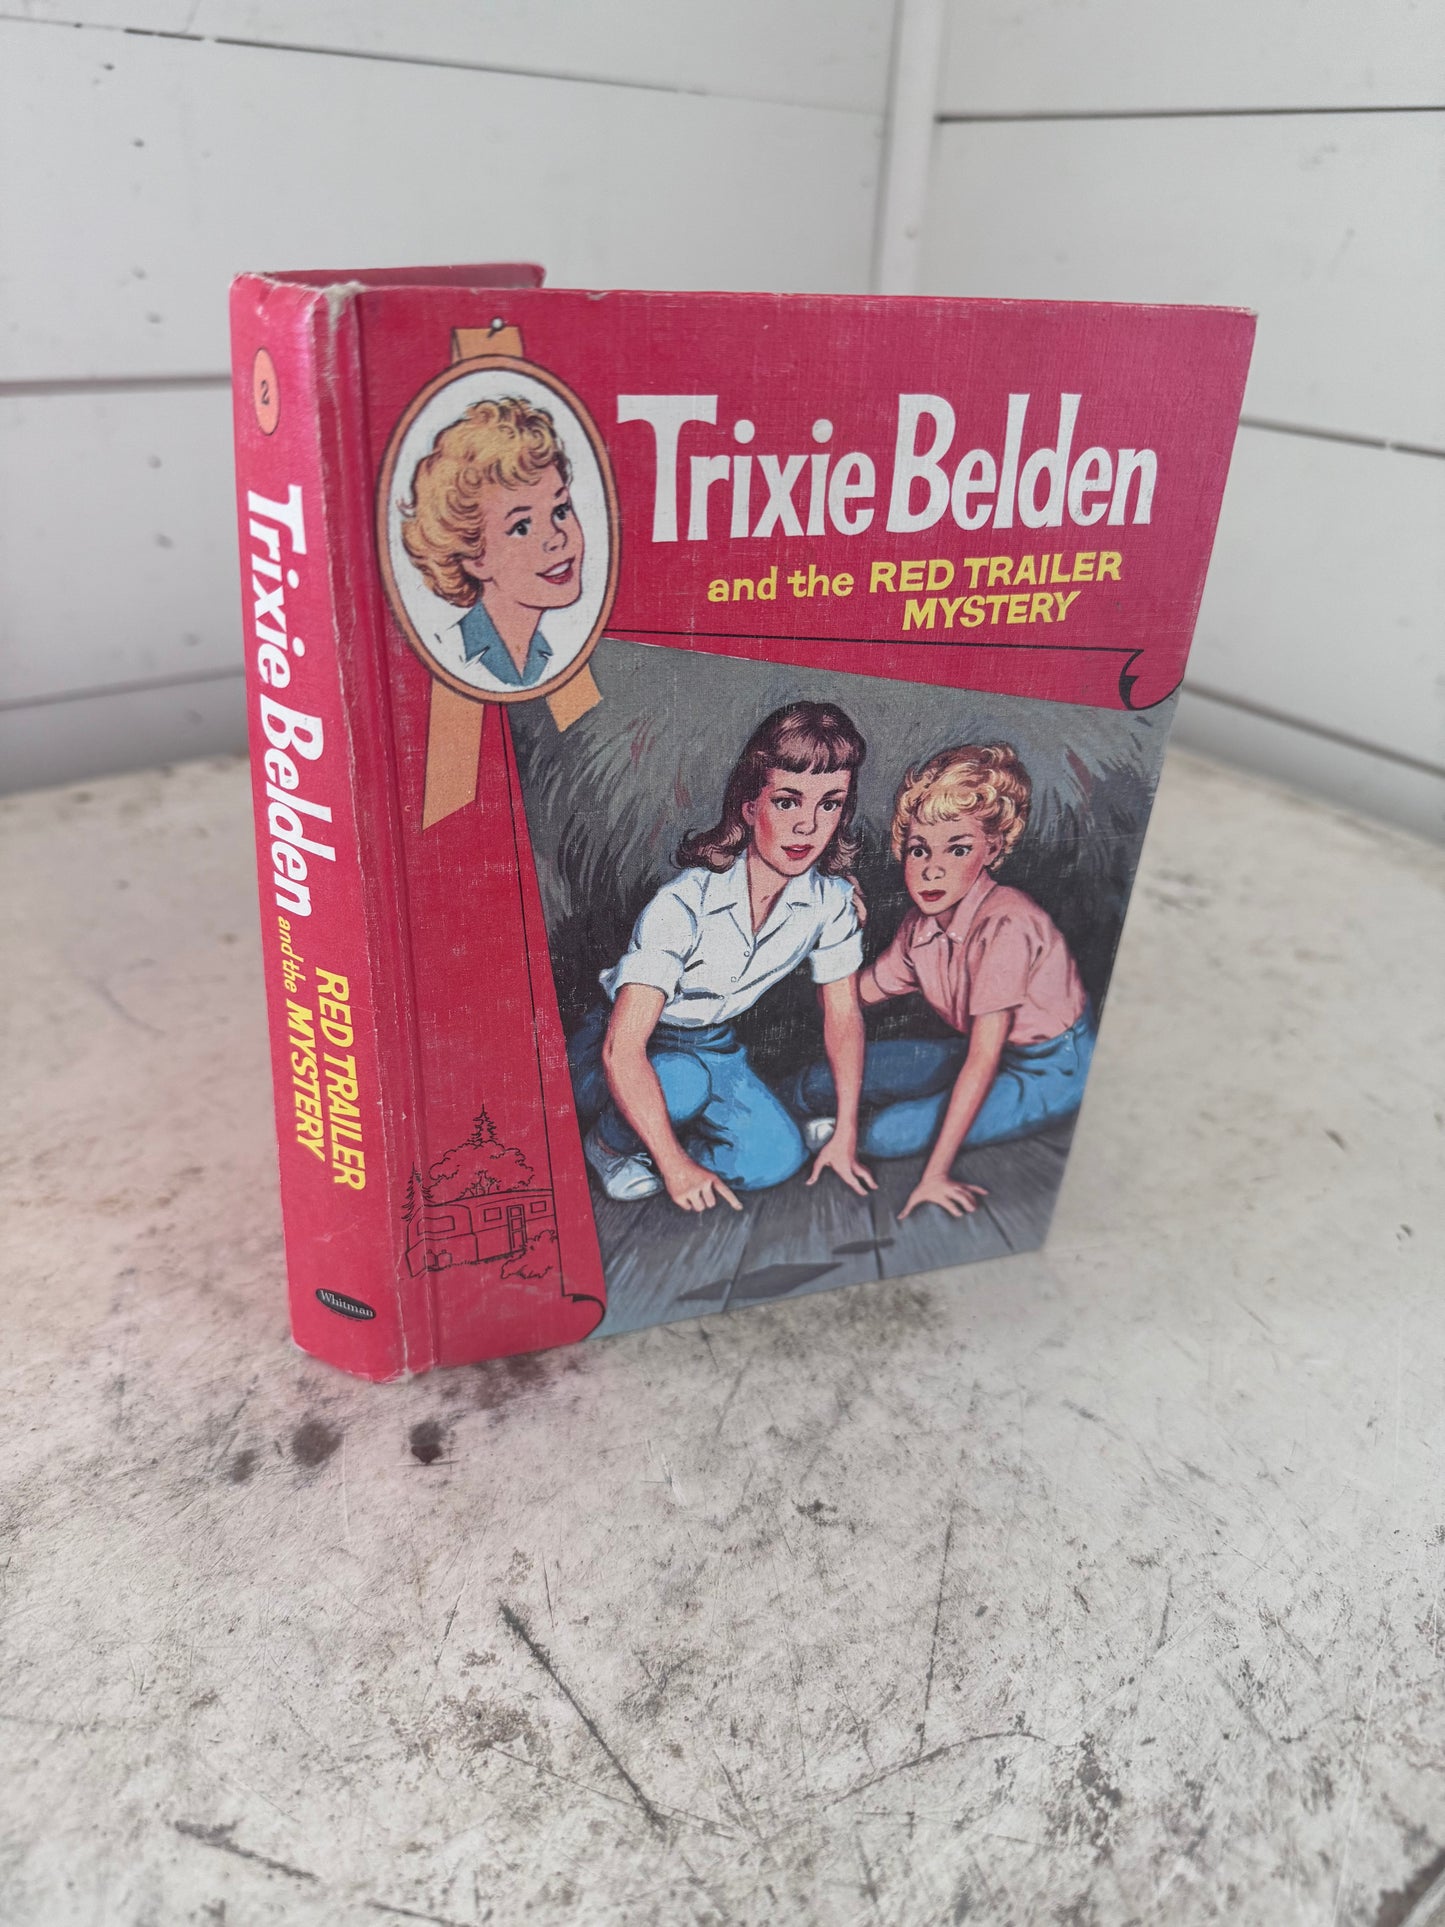 2
Trixie Belden and the RED TRAILER
MYSTERY
Whitman
Trixie Belden
and the RED TRAILER
MYSTERY